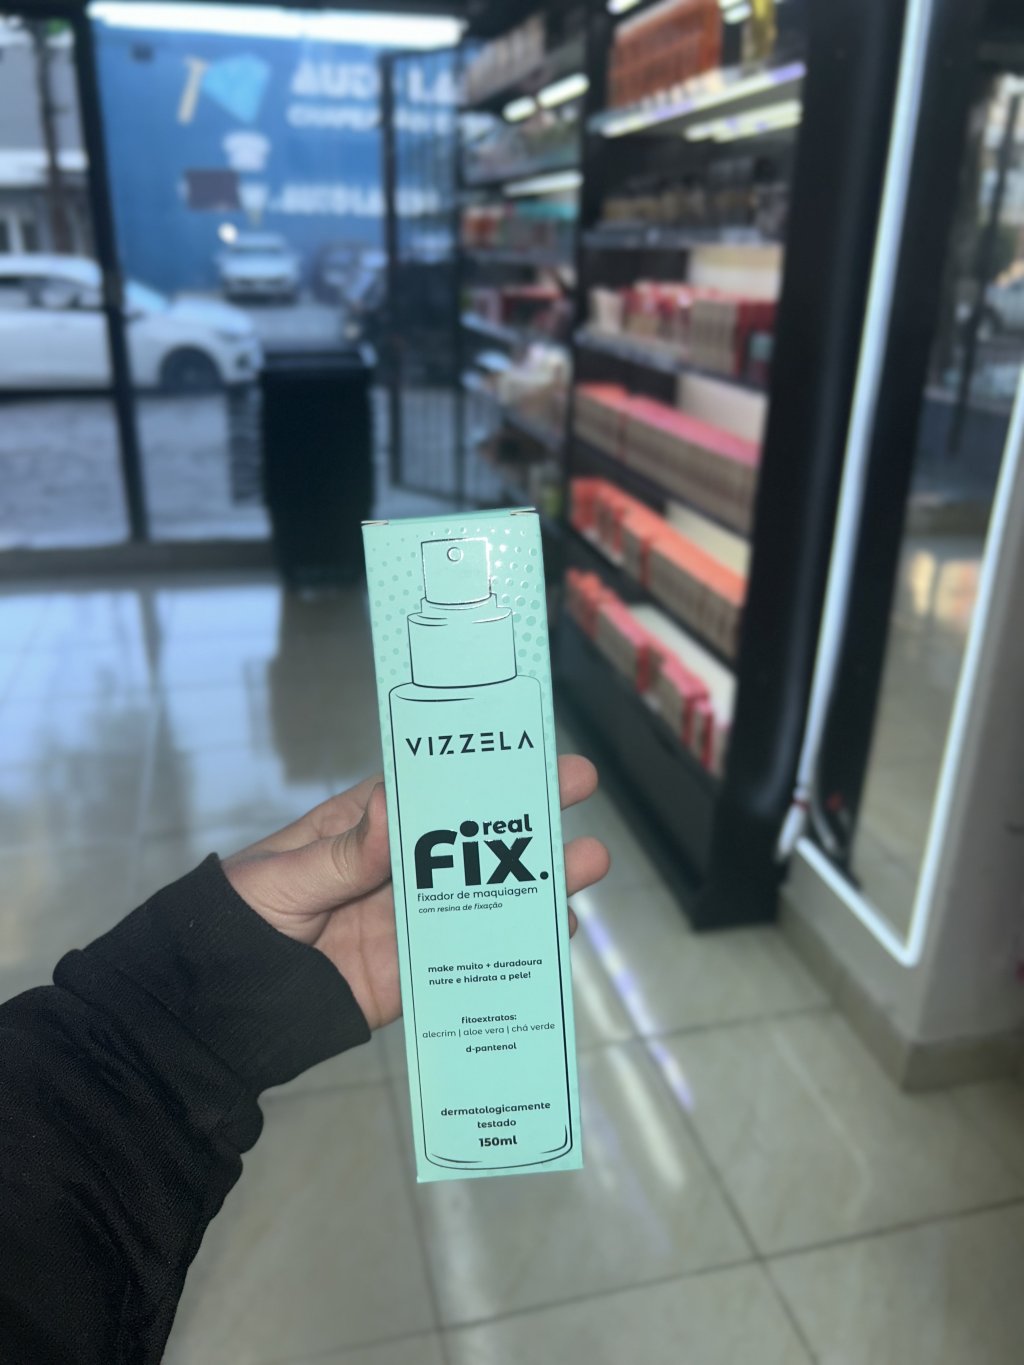 VIZZELA
real
fix.
fixador de maquiagem
com resina de fixação
make muito + duradoura
nutre e hidrata a pele!
fitoextratos:
alecrim | aloe vera | chá verde
d-pantenol
dermatologicamente
testado
150ml